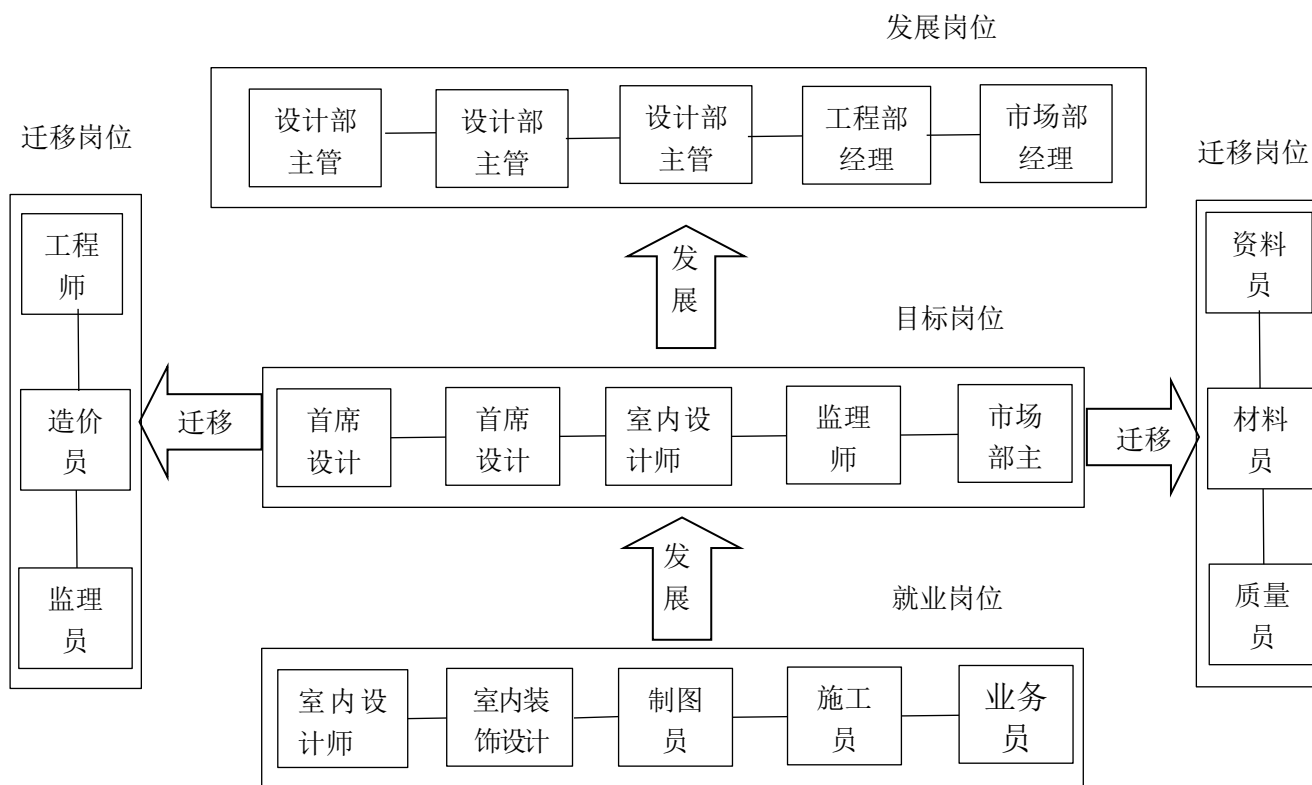 发展岗位
设计部
主管
设计部
主管
设计部
主管
工程部
经理
市场部
经理
迁移岗位
工程
师
造价
员
监理
员
迁移岗位
资料
员
材料
员
质量
员
发
展
目标岗位
迁移
首席
设计
首席
设计
室内设
计师
监理
师
市场
部主
迁移
发
展
就业岗位
室内设
计师
室内装
饰设计
制图
员
施工
员
业务
员